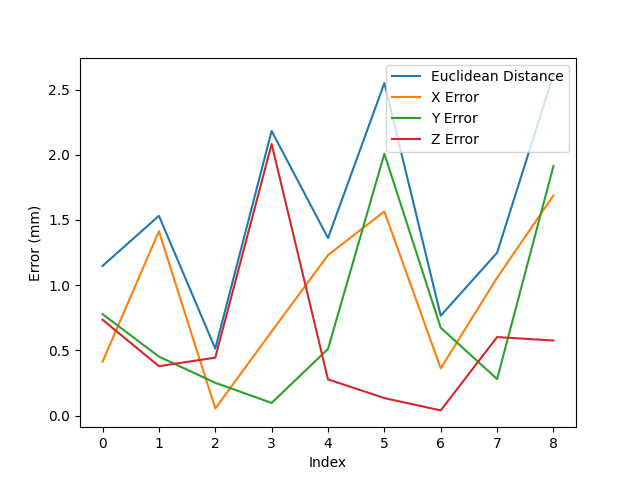 Euclidean Distance
X Error
Y Error
Z Error
2.5
2.0
1.5
1.0
0.5
0.0
Error (mm)
0 1 2 3 4 5 6 7 8
Index